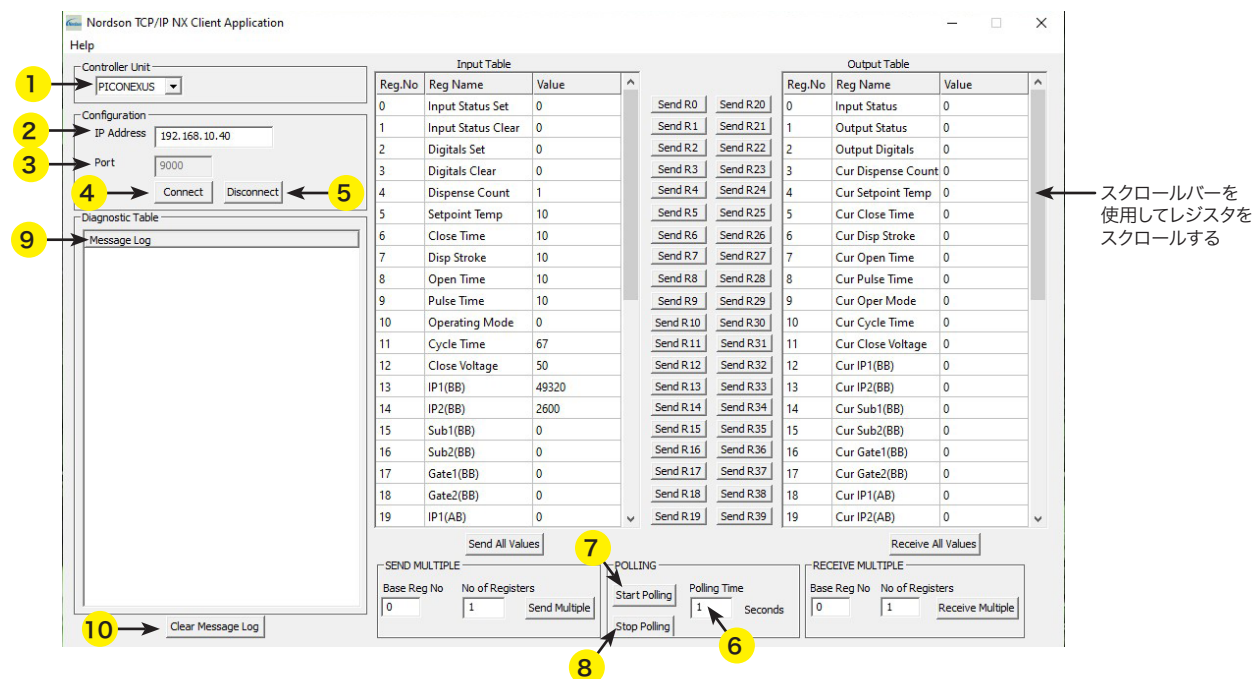 Nordson TCP/IP NX Client Application
Help
Controller Unit
1
PICONEXUS
Configuration
2
IP Address 192.168.10.40
3
Port 9000
4
Connect Disconnect
5
Diagnostic Table
9
Message Log
10
Clear Message Log
Input Table
Reg.No Reg Name Value
0 Input Status Set 0
1 Input Status Clear 0
2 Digitals Set 0
3 Digitals Clear 0
4 Dispense Count 1
5 Setpoint Temp 10
6 Close Time 10
7 Disp Stroke 10
8 Open Time 10
9 Pulse Time 10
10 Operating Mode 0
11 Cycle Time 67
12 Close Voltage 50
13 IP1(BB) 49320
14 IP2(BB) 2600
15 Sub1(BB) 0
16 Sub2(BB) 0
17 Gate1(BB) 0
18 Gate2(BB) 0
19 IP1(AB) 0
Send All Values
Send R0 Send R20
Send R1 Send R21
Send R2 Send R22
Send R3 Send R23
Send R4 Send R24
Send R5 Send R25
Send R6 Send R26
Send R7 Send R27
Send R8 Send R28
Send R9 Send R29
Send R10 Send R30
Send R11 Send R31
Send R12 Send R32
Send R13 Send R33
Send R14 Send R34
Send R15 Send R35
Send R16 Send R36
Send R17 Send R37
Send R18 Send R38
Send R19 Send R39
Output Table
Reg.No Reg Name Value
0 Input Status 0
1 Output Status 0
2 Output Digitals 0
3 Cur Dispense Count 0
4 Cur Setpoint Temp 0
5 Cur Close Time 0
6 Cur Disp Stroke 0
7 Cur Open Time 0
8 Cur Pulse Time 0
9 Cur Oper Mode 0
10 Cur Cycle Time 0
11 Cur Close Voltage 0
12 Cur IP1(BB) 0
13 Cur IP2(BB) 0
14 Cur Sub1(BB) 0
15 Cur Sub2(BB) 0
16 Cur Gate1(BB) 0
17 Cur Gate2(BB) 0
18 Cur IP1(AB) 0
19 Cur IP2(AB) 0
Receive All Values
スクロールバーを
使用してレジスタを
スクロールする
SEND MULTIPLE
Base Reg No No of Registers
0 1 Send Multiple
7
POLLING
Start Polling Polling Time
1 Seconds
Stop Polling
6
8
RECEIVE MULTIPLE
Base Reg No No of Registers
0 1 Receive Multiple